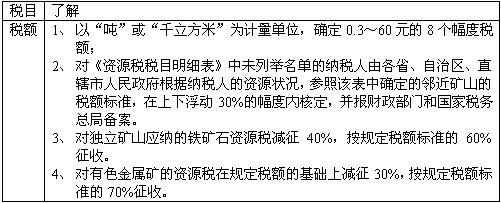 税目 了解
税额 1、 以“吨”或“千立方米”为计量单位，确定 0.3～60 元的 8 个幅度税
额；
2、 对《资源税税目明细表》中未列举名单的纳税人由各省、自治区、直
辖市人民政府根据纳税人的资源状况，参照该表中确定的邻近矿山的
税额标准，在上下浮动 30%的幅度内核定，并报财政部门和国家税务
总局备案。
3、 对独立矿山应纳的铁矿石资源税减征 40%，按规定税额标准的 60%
征收。
4、 对有色金属矿的资源税在规定税额的基础上减征 30%，按规定税额标
准的 70%征收。